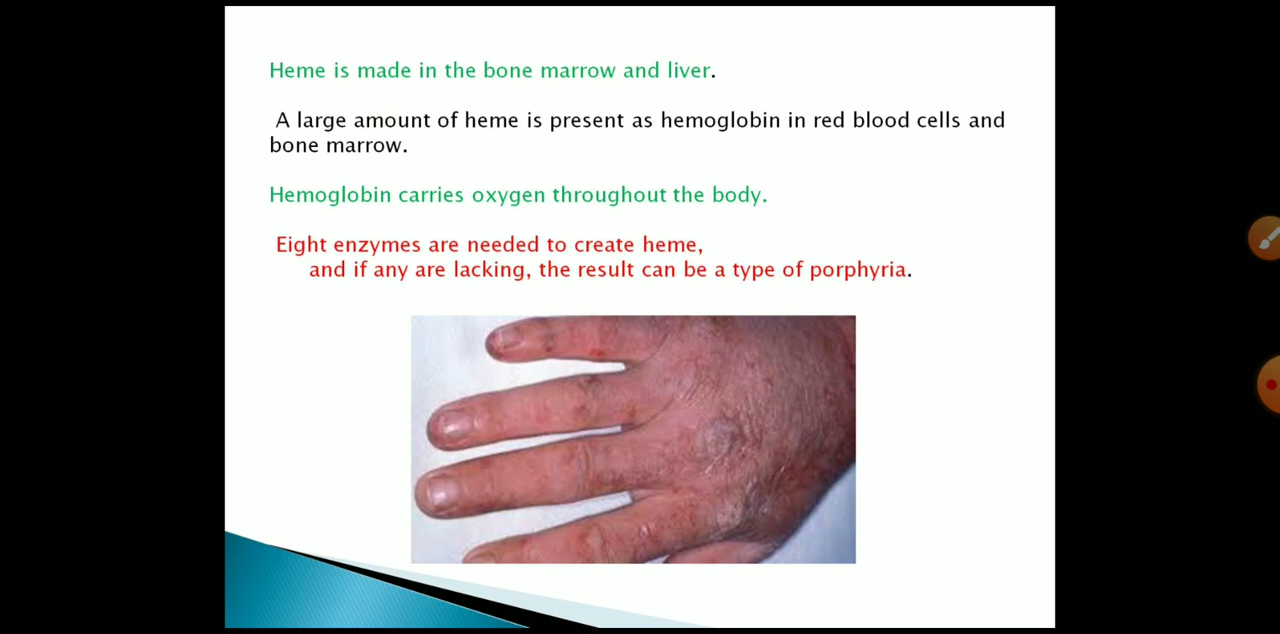 Heme is made in the bone marrow and liver.
A large amount of heme is present as hemoglobin in red blood cells and
bone marrow.
Hemoglobin carries oxygen throughout the body.
Eight enzymes are needed to create heme,
and if any are lacking, the result can be a type of porphyria.